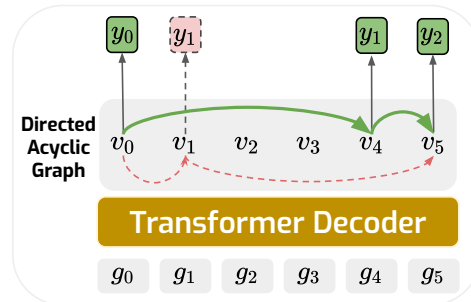 y0 y1 y1 y2
Directed
Acyclic
Graph
v0 v1 v2 v3 v4 v5
Transformer Decoder
g0 g1 g2 g3 g4 g5